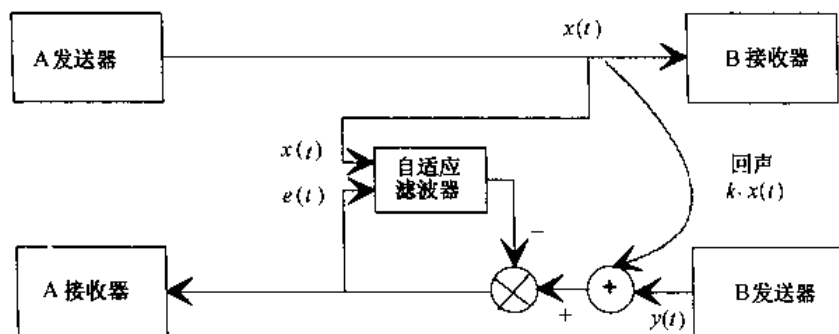 x(t)
A发送器
B接收器
x(t)
自适应
滤波器
回声
k·x(t)
e(t)
−
A接收器
+
+
B发送器
y(t)